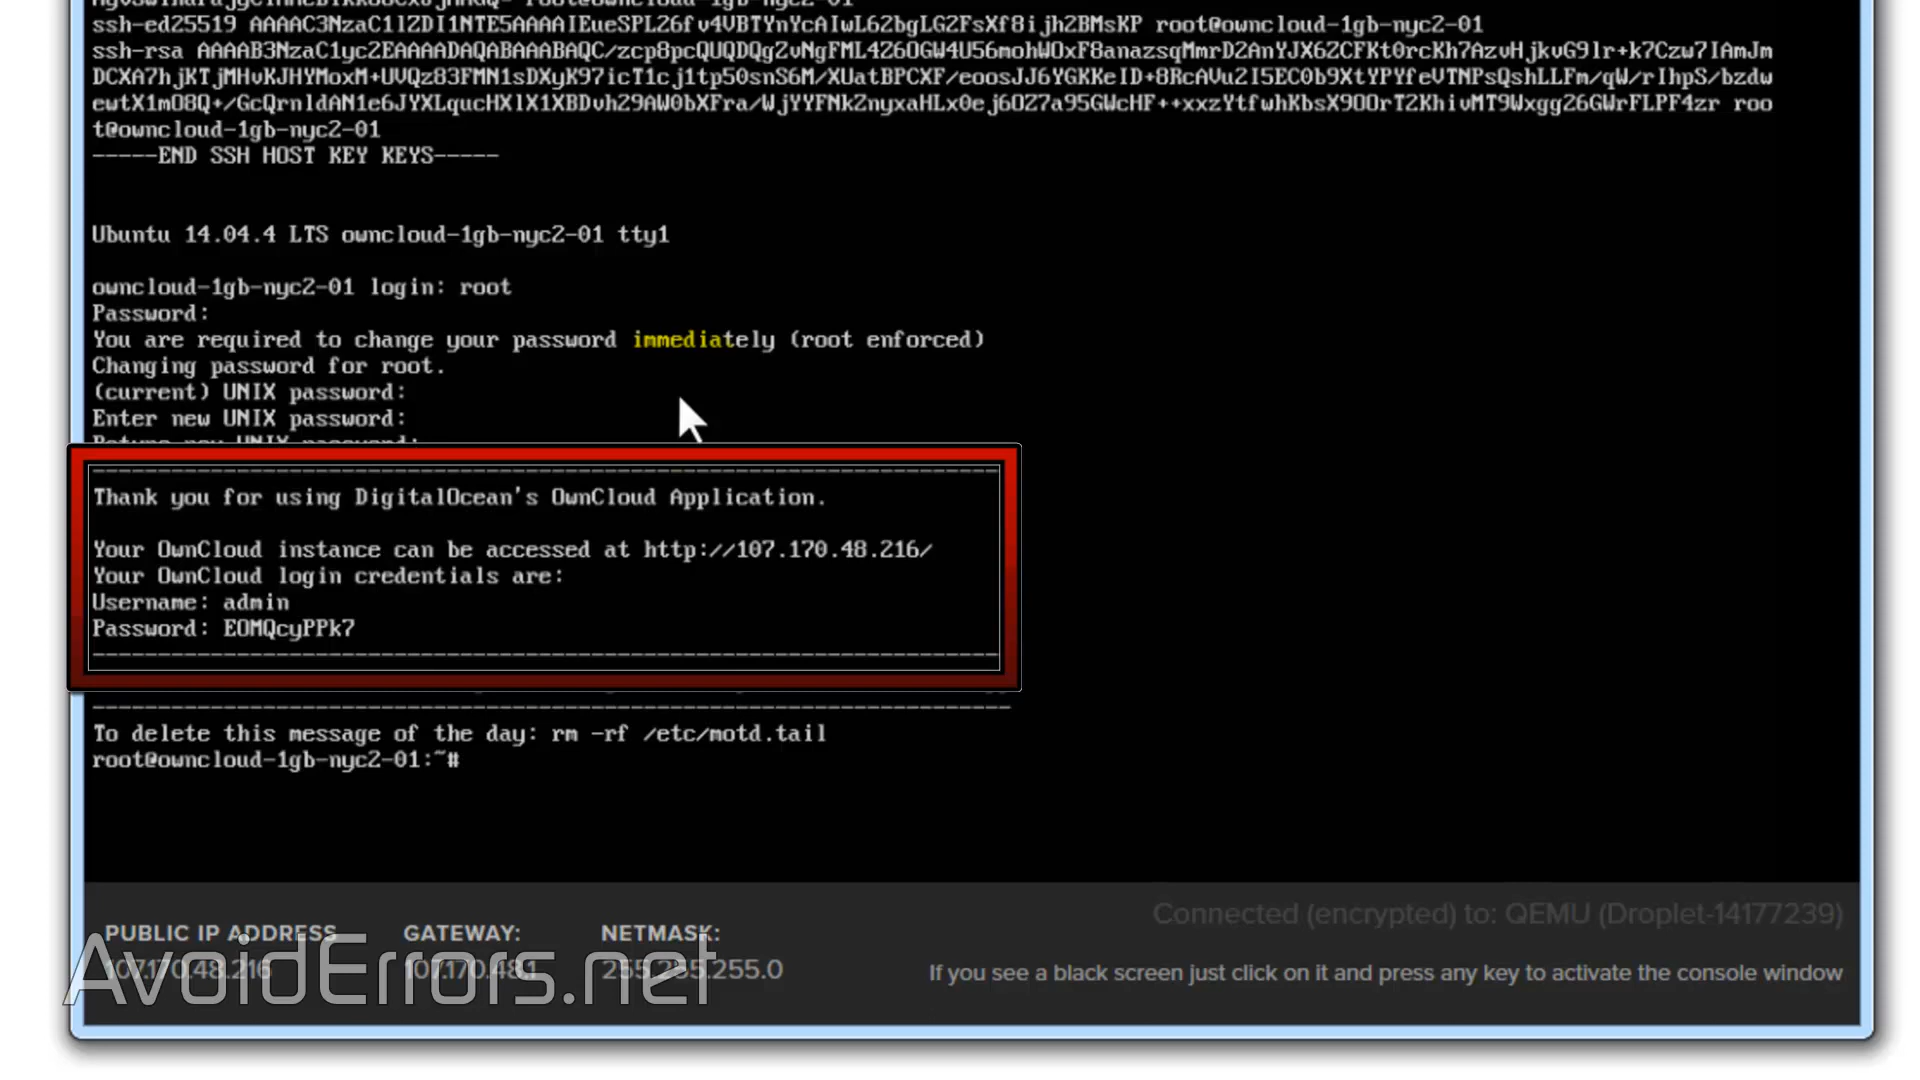 ssh-ed25519 AAAAC3NzaC1lZDI1NTE5AAAAIEueSPL26fv4VBTYnYcAIwL62bgLG2FsXf8ijh2BMsKP root@owncloud-1gb-nyc2-01
ssh-rsa AAAAB3NzaC1yc2EAAAADAQABAAABAQC/zcp8pcQUQDQg2vNgFML426OGW4U56mohWOxF8anazsqMmrD2AnYJX62CFKt0rcKh7AzvHjkvG9lr+k7Czw7IAmJm
DCXA7hjKTjMHvKJHYMoxM+UVQz83FMN1sDXyK97icT1cj1tp50snS6M/XUatBPCXF/eoosJJ6YGKKeID+8RcAVu2I5EC0b9XtYPYfeVTNPsQshLLFm/qW/rIhpS/bzdw
ewtX1mO8Q+/GcQrnldAN1e6JYXLqucHXlX1XBDvh29AW0bXFra/WjYYFNkZnyxaHLx0ej6OZ7a95GWcHF++xxzYtfwhKbsX9OOrT2KhivMT9Wxgg26GWrFLPF4zr roo
t@owncloud-1gb-nyc2-01
-----END SSH HOST KEY KEYS-----
Ubuntu 14.04.4 LTS owncloud-1gb-nyc2-01 tty1
owncloud-1gb-nyc2-01 login: root
Password:
You are required to change your password immediately (root enforced)
Changing password for root.
(current) UNIX password:
Enter new UNIX password:
Retype new UNIX password:
Thank you for using DigitalOcean's OwnCloud Application.
Your OwnCloud instance can be accessed at http://107.170.48.216/
Your OwnCloud login credentials are:
Username: admin
Password: EOMQcyPPk7
To delete this message of the day: rm -rf /etc/motd.tail
root@owncloud-1gb-nyc2-01:~#
Connected (encrypted) to: QEMU (Droplet-14177239)
PUBLIC IP ADDRESS GATEWAY: NETMASK:
107.170.48.216 107.170.48.1 255.255.255.0
If you see a black screen just click on it and press any key to activate the console window
AvoidErrors.net